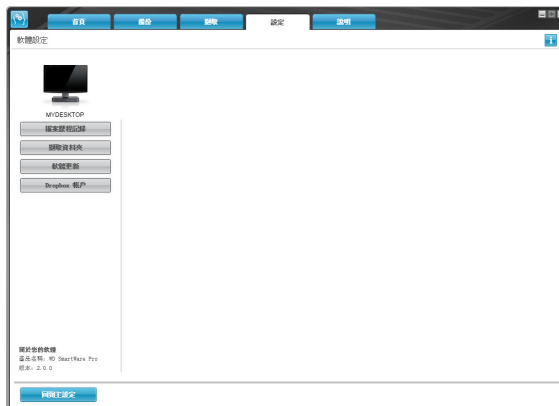 首頁 備份 擷取 設定 說明
軟體設定
MYDESKTOP
檔案歷程記錄
擷取資料夾
軟體更新
Dropbox 帳戶
關於您的軟體
產品名稱: WD SmartWare Pro
版本: 2.0.0
回到主設定